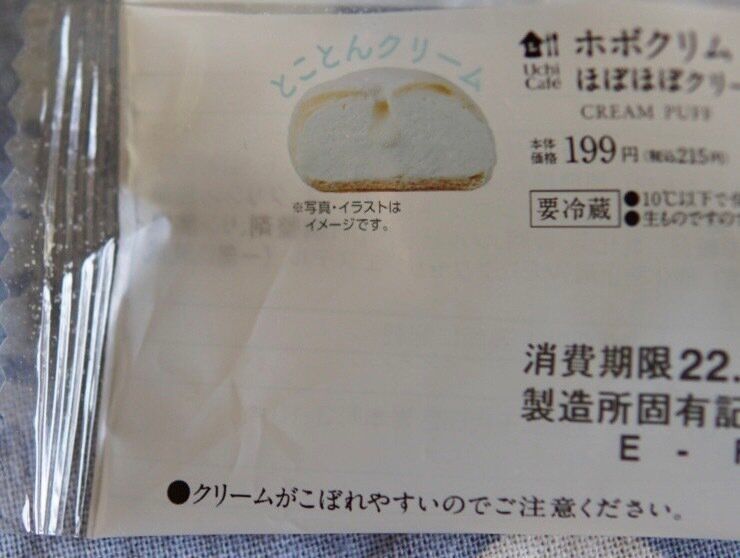 とことんクリーム
※写真・イラストは
イメージです。
Uchi Café
ホボクリム
ほぼほぼクリー
CREAM PUFF
本体価格 199円(税込215円)
要冷蔵
●10℃以下で
●生ものですので
消費期限22.
製造所固有記
E -
●クリームがこぼれやすいのでご注意ください。